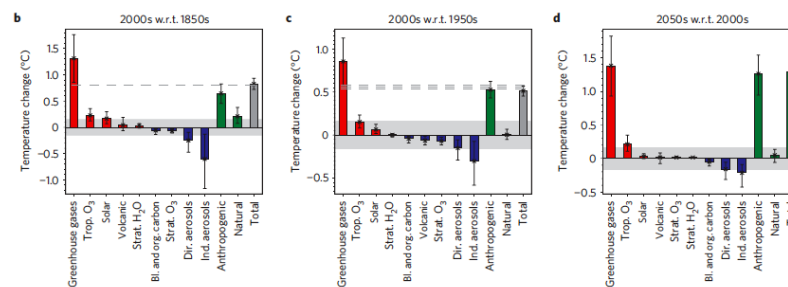 b
2000s w.r.t. 1850s
Temperature change (°C)
1.5
1.0
0.5
0
−0.5
−1.0
Greenhouse gases
Trop. O3
Solar
Volcanic
Strat. H2O
Bl. and org. carbon
Strat. O3
Dir. aerosols
Ind. aerosols
Anthropogenic
Natural
Total
c
2000s w.r.t. 1950s
Temperature change (°C)
1.0
0.5
0
−0.5
Greenhouse gases
Trop. O3
Solar
Strat. H2O
Bl. and org. carbon
Volcanic
Strat. O3
Dir. aerosols
Ind. aerosols
Anthropogenic
Natural
Total
d
2050s w.r.t. 2000s
Temperature change (°C)
1.5
1.0
0.5
0
−0.5
Greenhouse gases
Trop. O3
Solar
Volcanic
Strat. O3
Strat. H2O
Bl. and org. carbon
Dir. aerosols
Ind. aerosols
Anthropogenic
Natural